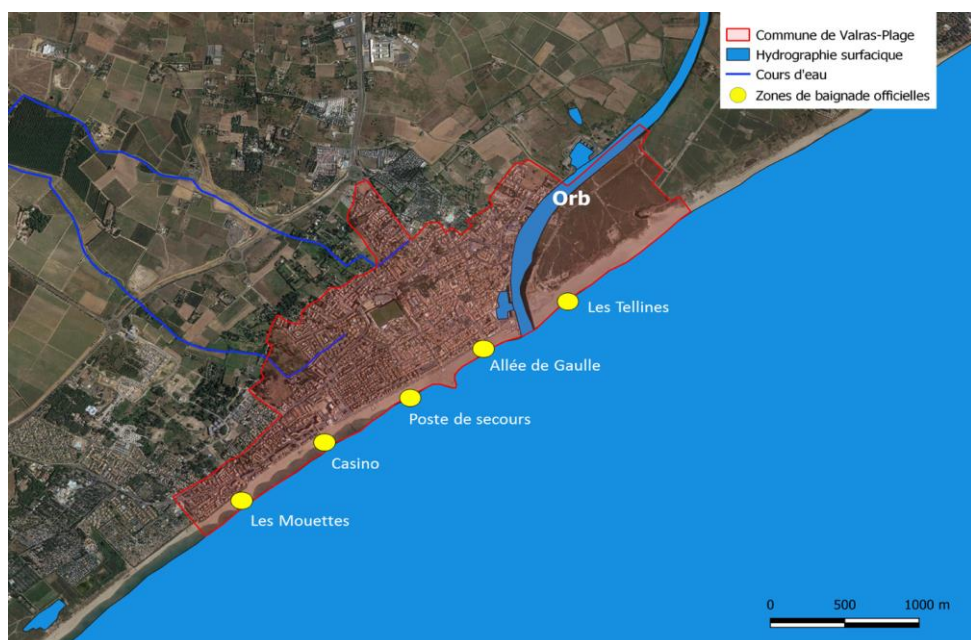 Commune de Valras-Plage
Hydrographie surfacique
Cours d'eau
Zones de baignade officielles
Orb
Les Tellines
Allée de Gaulle
Poste de secours
Casino
Les Mouettes
0 500 1000 m